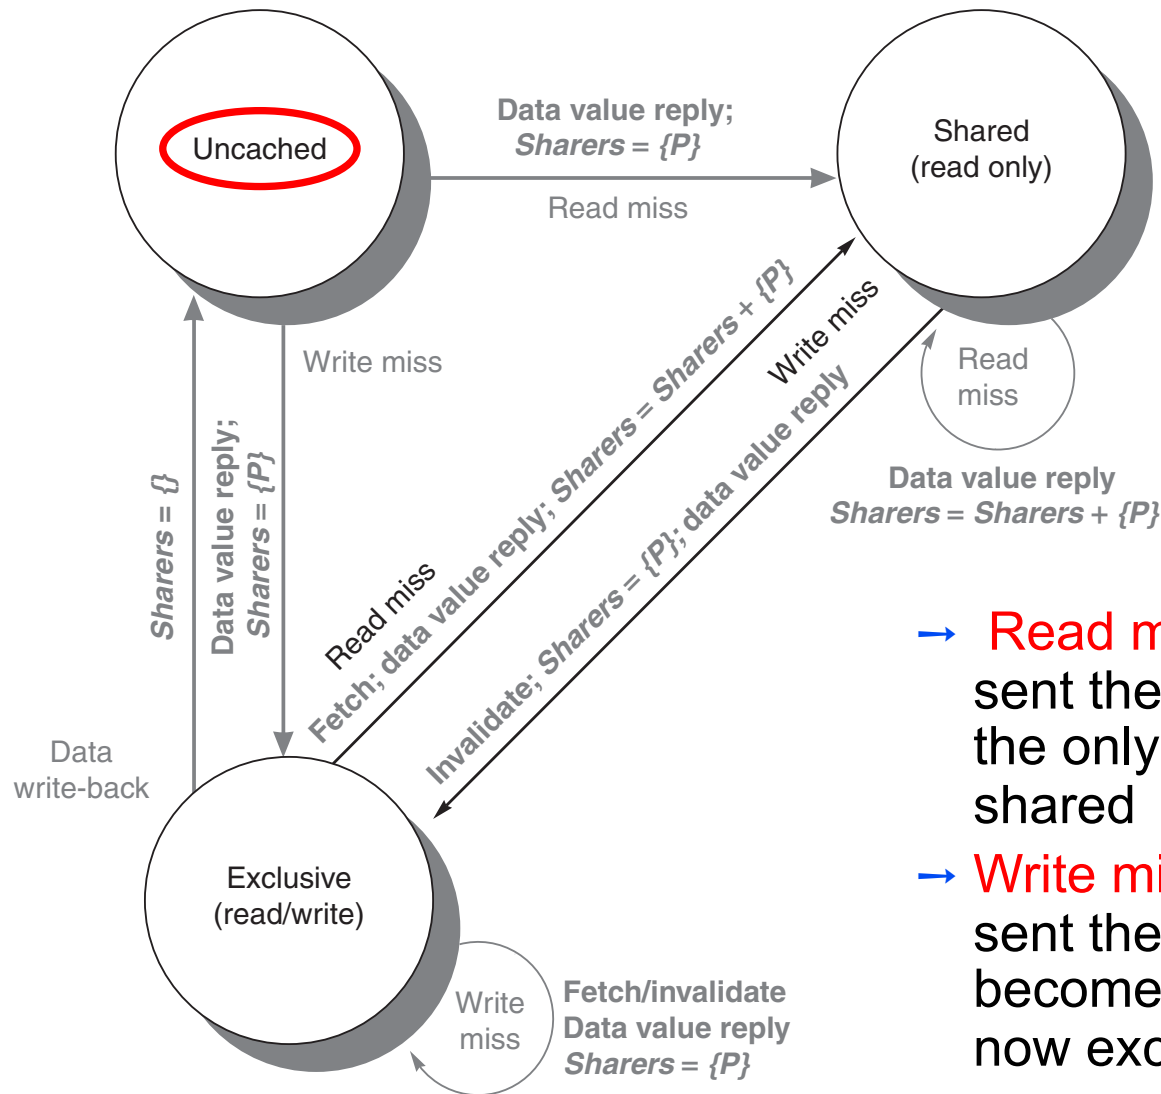 Uncached
Data value reply;
Sharers = {P}
Read miss
Shared
(read only)
Write miss
Sharers = {}
Data value reply;
Sharers = {P}
Read miss
Fetch; data value reply; Sharers = Sharers + {P}
Write miss
Invalidate; Sharers = {P}; data value reply
Read
miss
Data value reply
Sharers = Sharers + {P}
Data
write-back
Exclusive
(read/write)
Write
miss
Fetch/invalidate
Data value reply
Sharers = {P}
→ Read m
sent the
the only
shared
→ Write mi
sent the
become
now exc